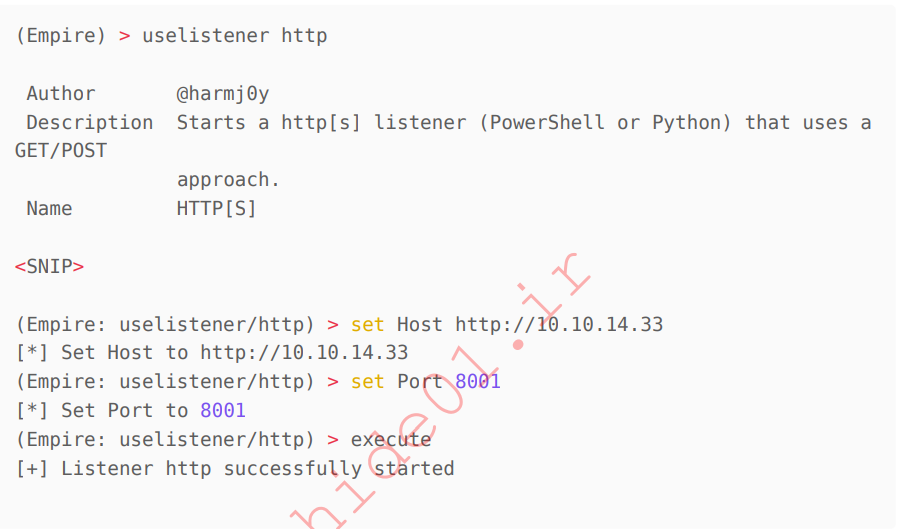 (Empire) > uselistener http
Author @harmj0y
Description Starts a http[s] listener (PowerShell or Python) that uses a
GET/POST
approach.
Name HTTP[S]
<SNIP>
(Empire: uselistener/http) > set Host http://10.10.14.33
[*] Set Host to http://10.10.14.33
(Empire: uselistener/http) > set Port 8001
[*] Set Port to 8001
(Empire: uselistener/http) > execute
[+] Listener http successfully started
hide01.ir